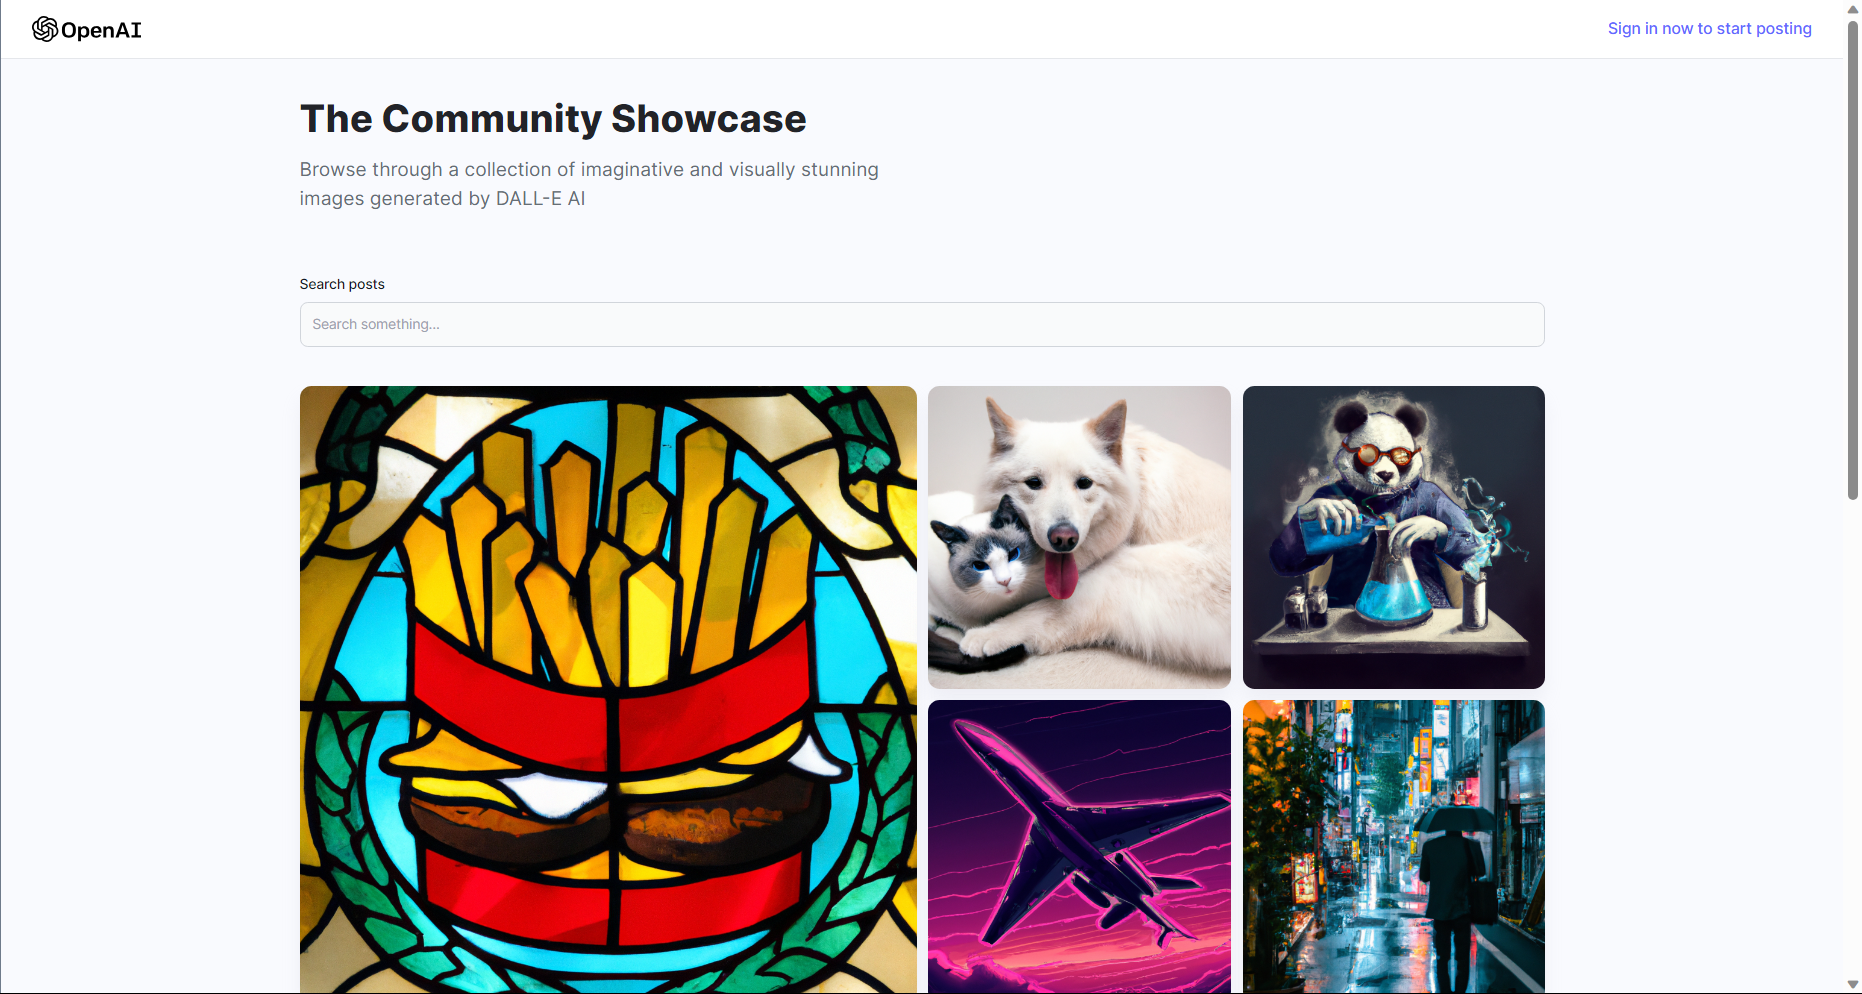 OpenAI
Sign in now to start posting
The Community Showcase
Browse through a collection of imaginative and visually stunning
images generated by DALL-E AI
Search posts
Search something...